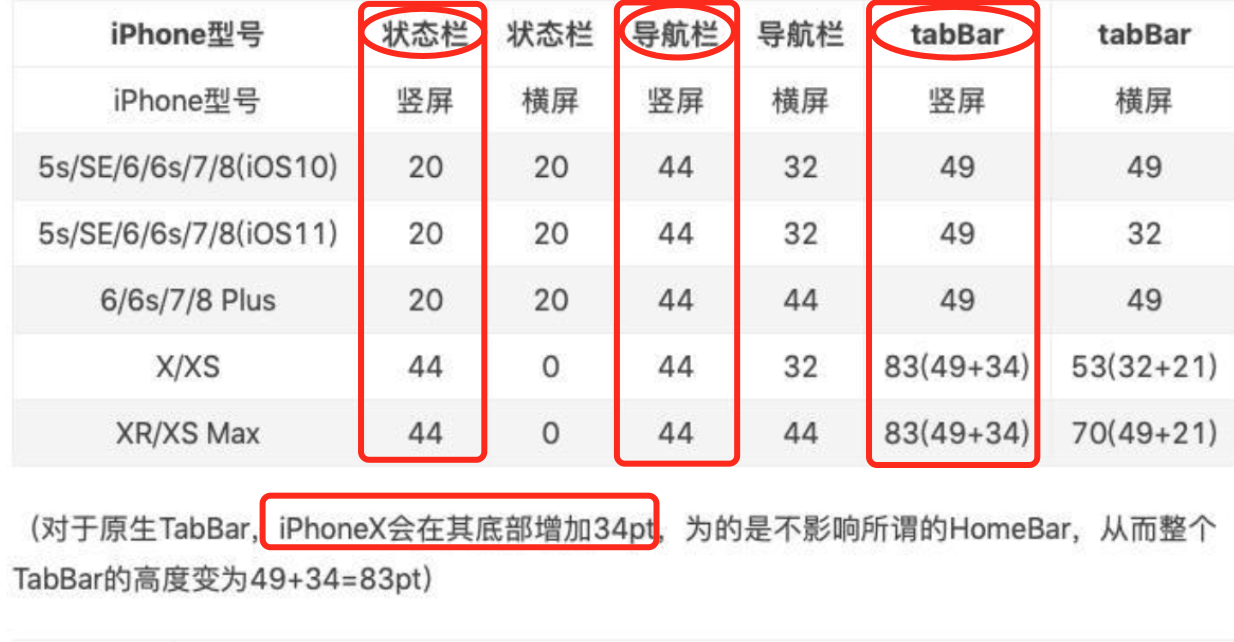 iPhone型号 状态栏 状态栏 导航栏 导航栏 tabBar tabBar
iPhone型号 竖屏 横屏 竖屏 横屏 竖屏 横屏
5s/SE/6/6s/7/8(iOS10) 20 20 44 32 49 49
5s/SE/6/6s/7/8(iOS11) 20 20 44 32 49 32
6/6s/7/8 Plus 20 20 44 44 49 49
X/XS 44 0 44 32 83(49+34) 53(32+21)
XR/XS Max 44 0 44 44 83(49+34) 70(49+21)
（对于原生TabBar，iPhoneX会在其底部增加34pt，为的是不影响所谓的HomeBar，从而整个
TabBar的高度变为49+34=83pt）